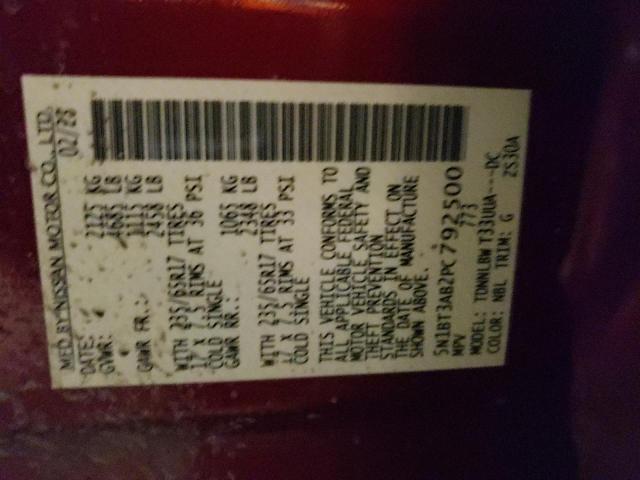 MFD BY NISSAN MOTOR CO., LTD.
DATE: 02/23
GVWR: 2125 KG
4685 LB
GAWR FR.: 1115 KG
2458 LB
WITH 235/65R17 TIRES
17 X 7.5 RIMS AT 36 PSI
COLD SINGLE
GAWR RR.: 1065 KG
2348 LB
WITH 235/65R17 TIRES
17 X 7.5 RIMS AT 33 PSI
COLD SINGLE
THIS VEHICLE CONFORMS TO
ALL APPLICABLE FEDERAL
MOTOR VEHICLE SAFETY AND
THEFT PREVENTION
STANDARDS IN EFFECT ON
THE DATE OF MANUFACTURE
SHOWN ABOVE.
5N1BT3AB2PC792500
MPV 773
MODEL: TDNNLBW T33UUA---DC
COLOR: NBL TRIM: G ZS30A